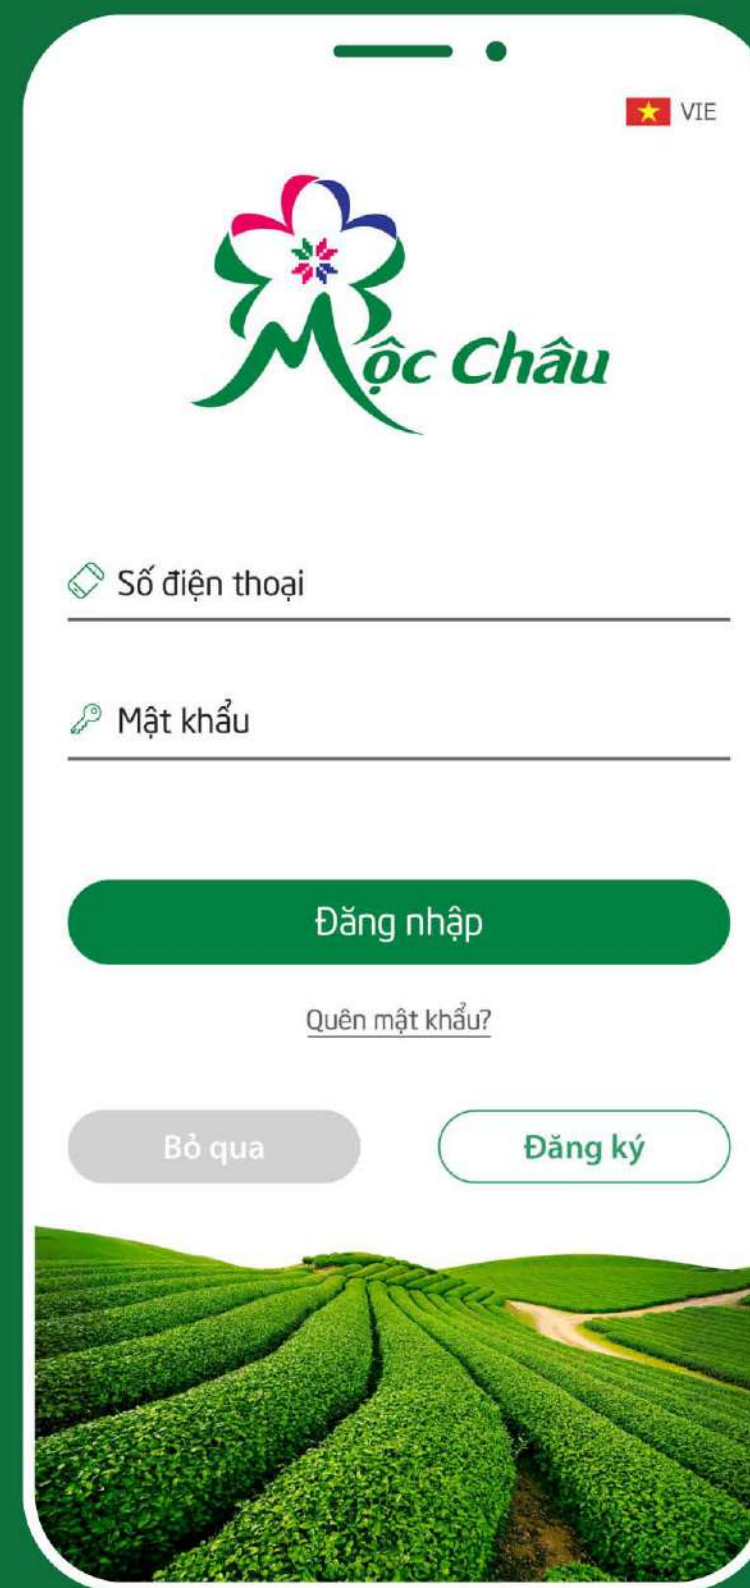 VIE
Mộc Châu
Số điện thoại
Mật khẩu
Đăng nhập
Quên mật khẩu?
Bỏ qua
Đăng ký